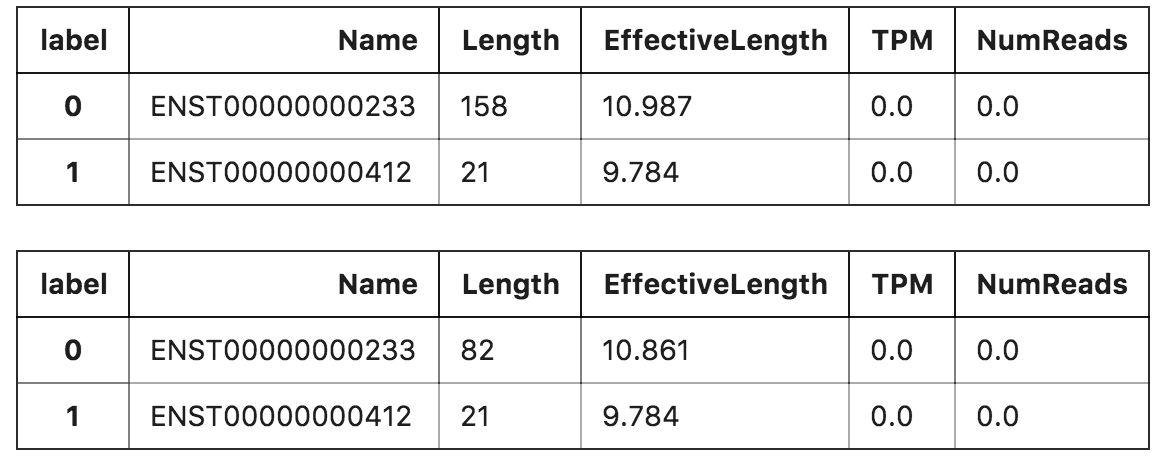 label Name Length EffectiveLength TPM NumReads
0 ENST00000000233 158 10.987 0.0 0.0
1 ENST00000000412 21 9.784 0.0 0.0
label Name Length EffectiveLength TPM NumReads
0 ENST00000000233 82 10.861 0.0 0.0
1 ENST00000000412 21 9.784 0.0 0.0